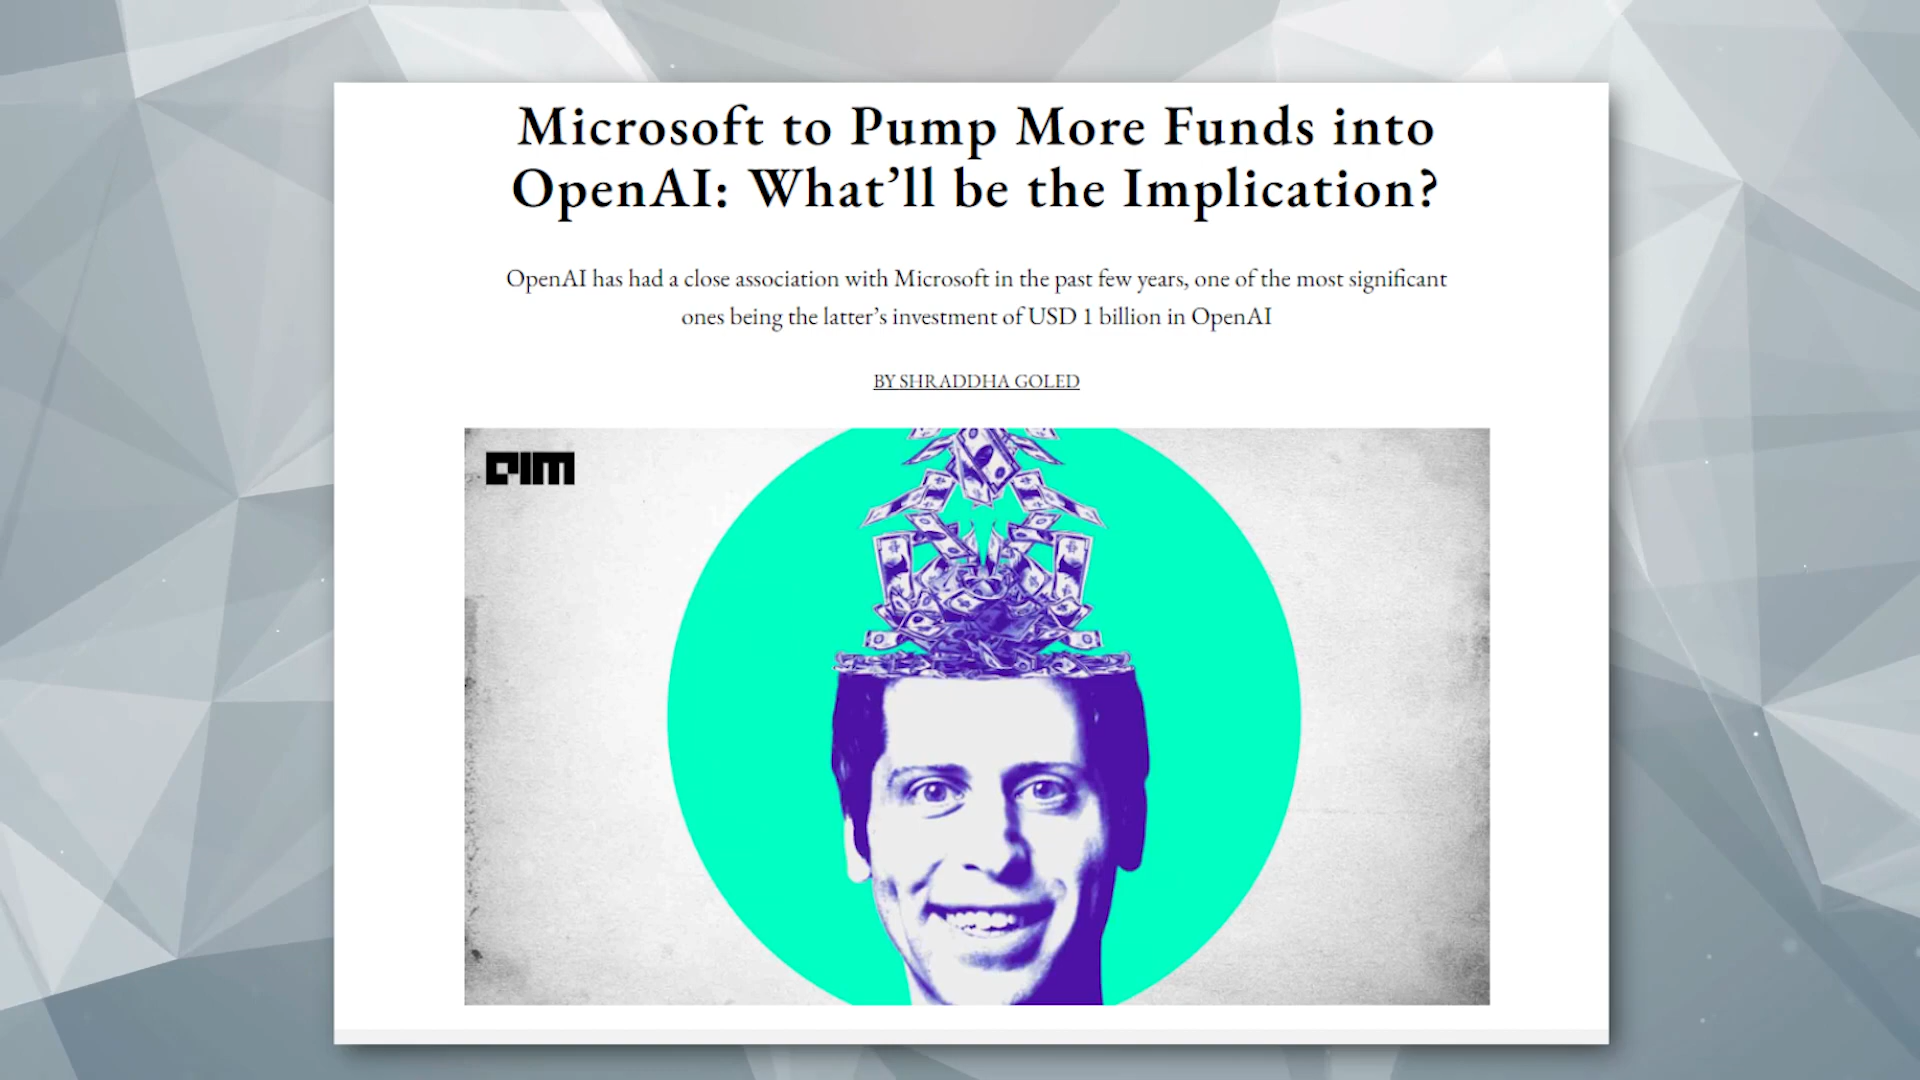 Microsoft to Pump More Funds into
OpenAI: What’ll be the Implication?
OpenAI has had a close association with Microsoft in the past few years, one of the most significant
ones being the latter’s investment of USD 1 billion in OpenAI
BY SHRADDHA GOLED
AIM